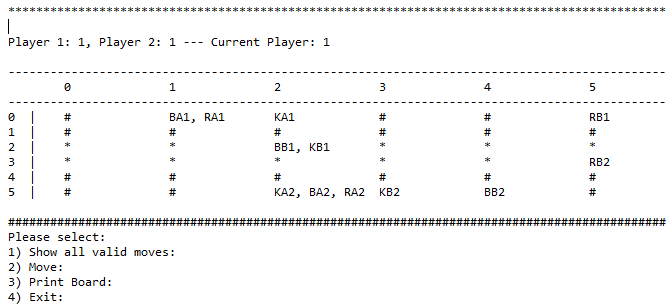 **********************************************************************************************
Player 1: 1, Player 2: 1 --- Current Player: 1
----------------------------------------------------------------------------------------------
0 1 2 3 4 5
----------------------------------------------------------------------------------------------
0 | # BA1, RA1 KA1 # # RB1
1 | # # # # # #
2 | * * BB1, KB1 * * *
3 | * * * * * RB2
4 | # # # # # #
5 | # # KA2, BA2, RA2 KB2 BB2 #
##############################################################################################
Please select:
1) Show all valid moves:
2) Move:
3) Print Board:
4) Exit: